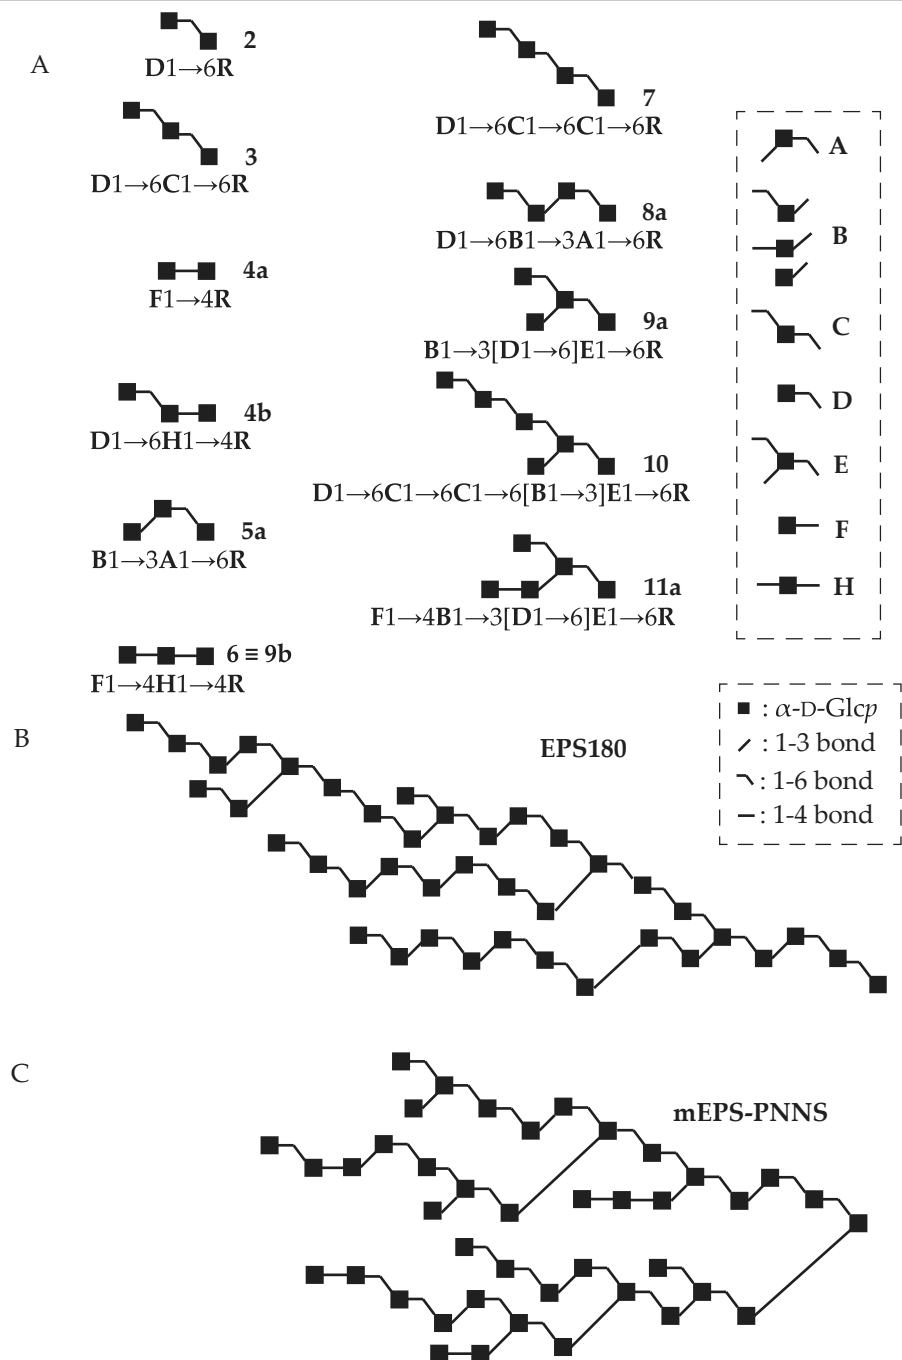 A
2
D1→6R
3
D1→6C1→6R
4a
F1→4R
4b
D1→6H1→4R
5a
B1→3A1→6R
6 ≡ 9b
F1→4H1→4R
7
D1→6C1→6C1→6R
8a
D1→6B1→3A1→6R
9a
B1→3[D1→6]E1→6R
10
D1→6C1→6C1→6[B1→3]E1→6R
11a
F1→4B1→3[D1→6]E1→6R
A
B
C
D
E
F
H
: α-D-Glcp
: 1-3 bond
: 1-6 bond
: 1-4 bond
B
EPS180
C
mEPS-PNNS